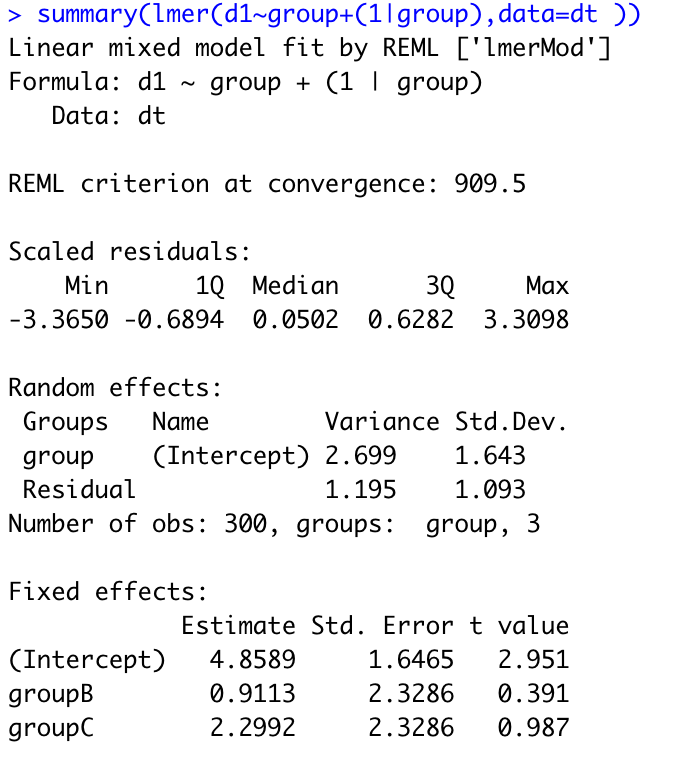 > summary(lmer(d1~group+(1|group),data=dt ))
Linear mixed model fit by REML ['lmerMod']
Formula: d1 ~ group + (1 | group)
   Data: dt

REML criterion at convergence: 909.5

Scaled residuals:
    Min      1Q  Median      3Q     Max
-3.3650 -0.6894  0.0502  0.6282  3.3098

Random effects:
 Groups   Name        Variance Std.Dev.
 group    (Intercept) 2.699    1.643
 Residual             1.195    1.093
Number of obs: 300, groups:  group, 3

Fixed effects:
            Estimate Std. Error t value
(Intercept)   4.8589     1.6465   2.951
groupB        0.9113     2.3286   0.391
groupC        2.2992     2.3286   0.987